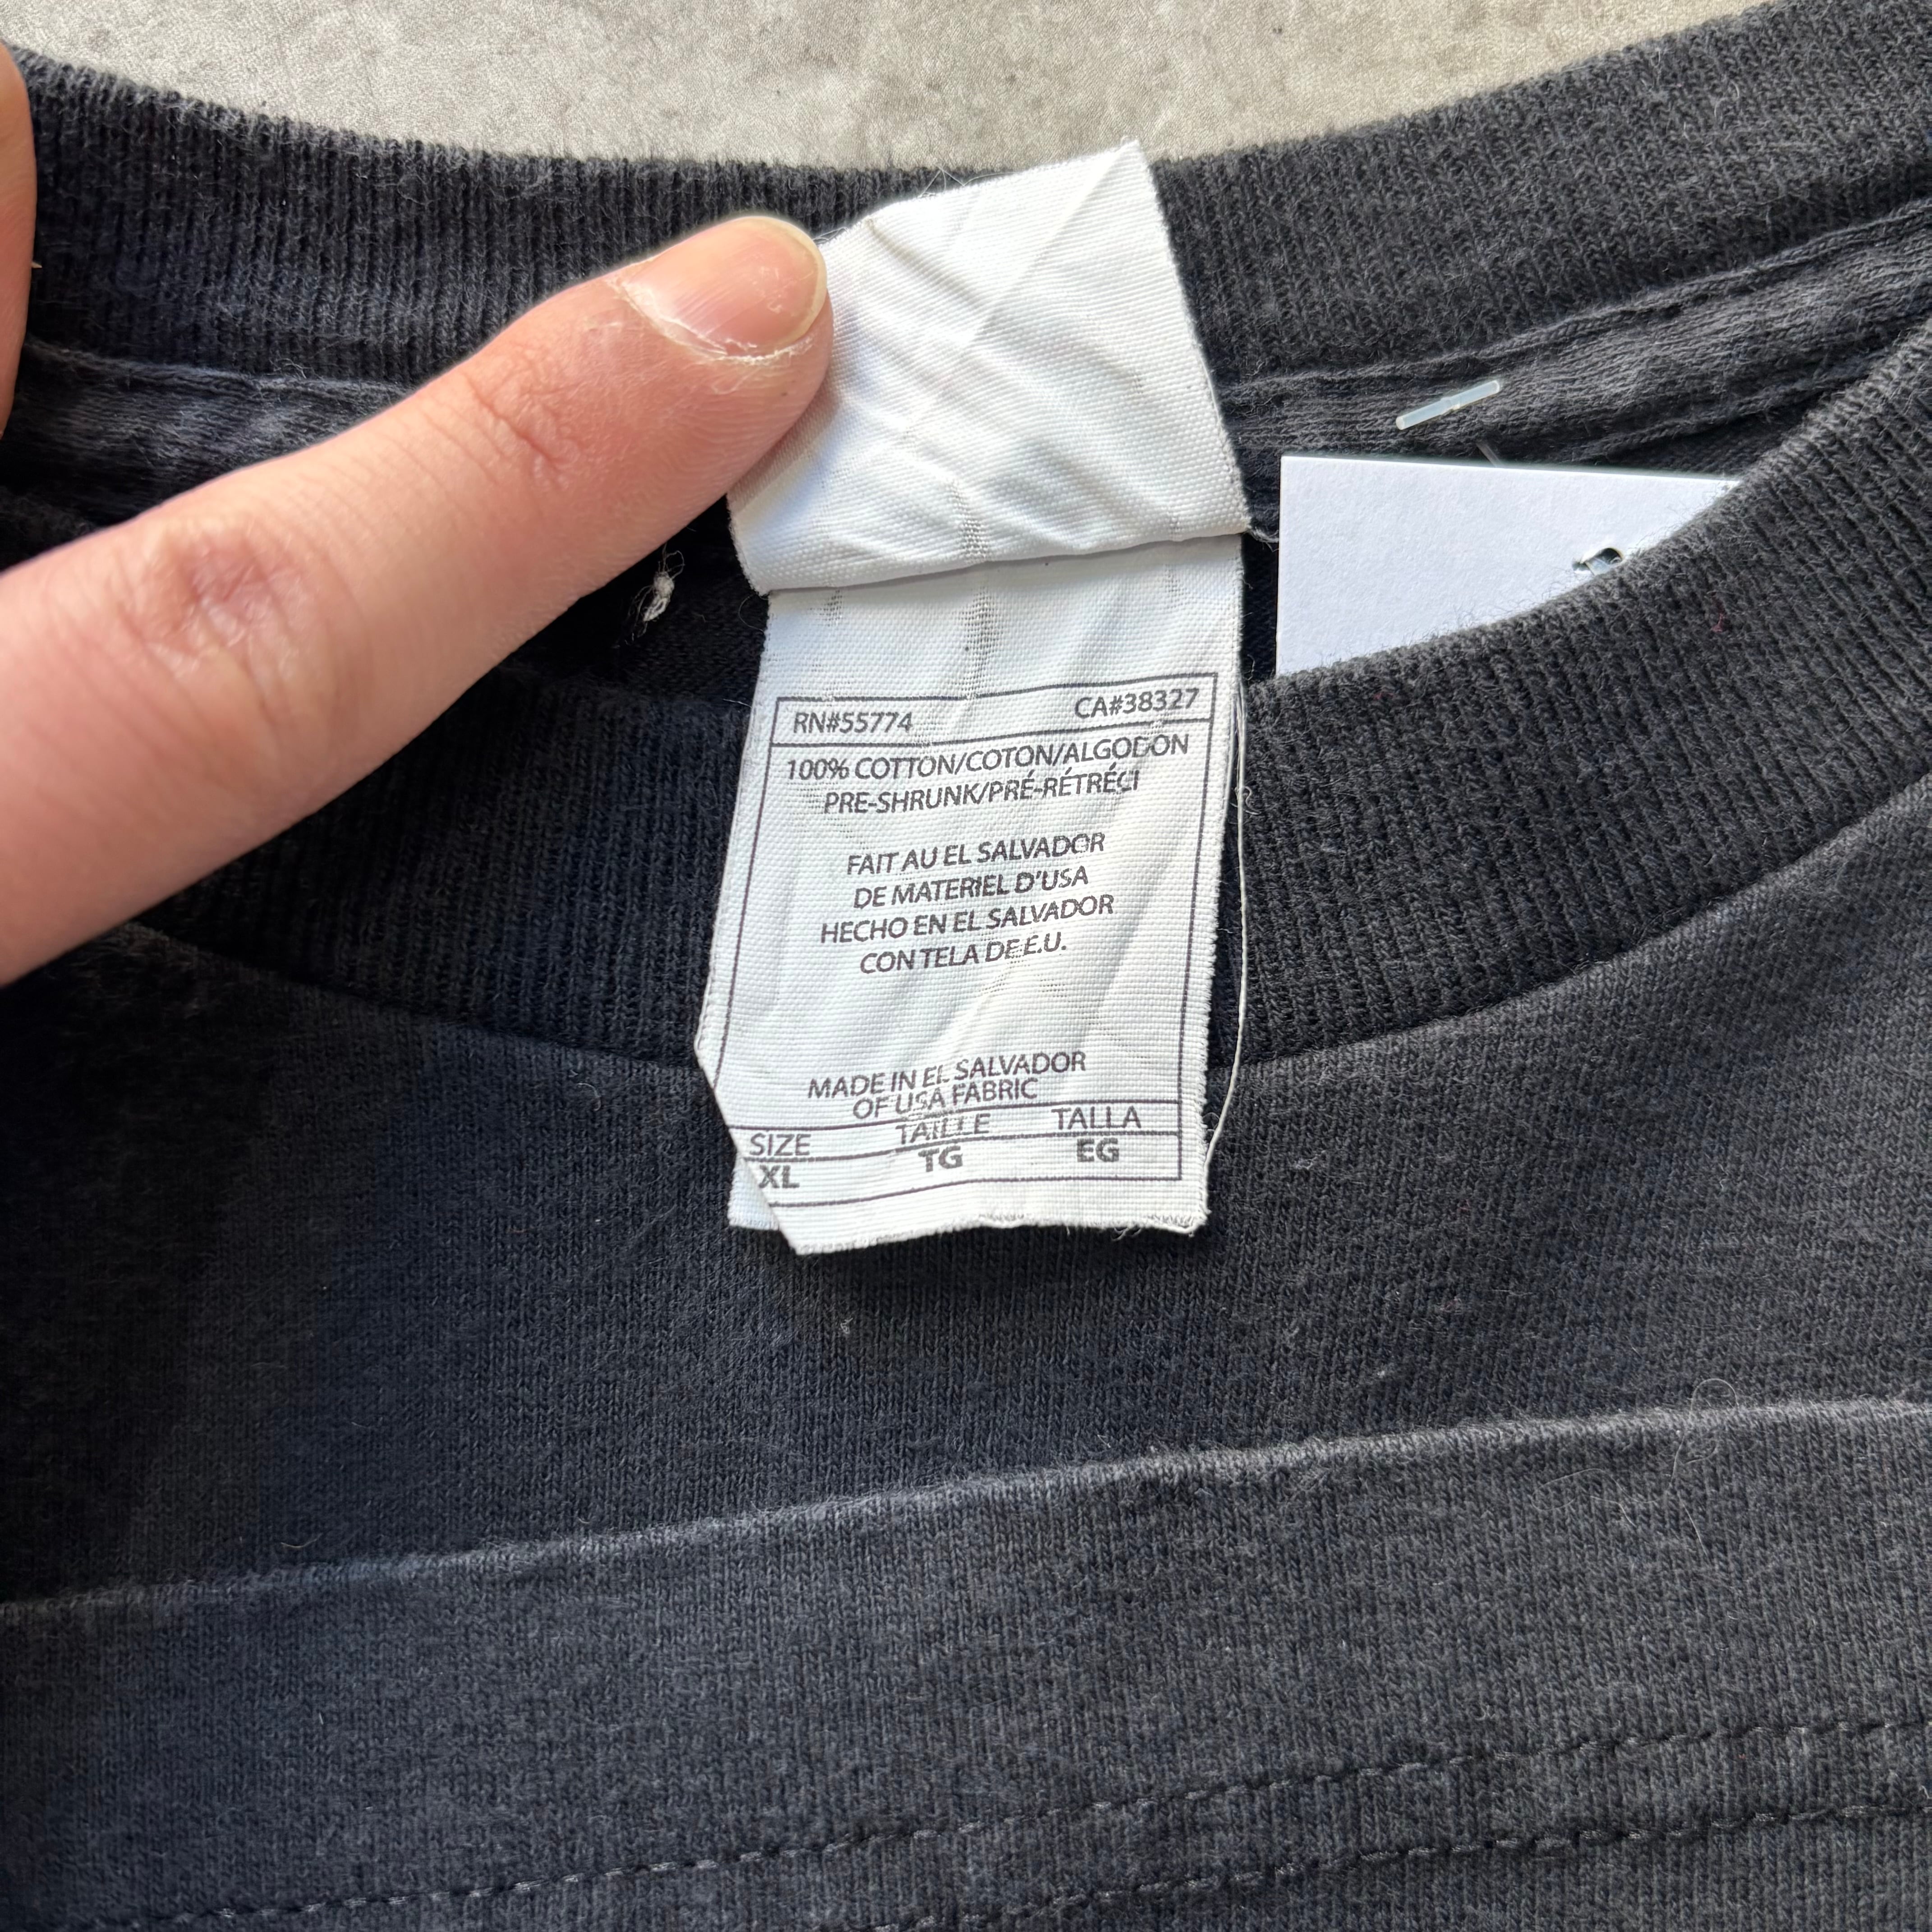 RN#55774 CA#38327
100% COTTON/COTON/ALGODON
PRE-SHRUNK/PRÉ-RÉTRÉCI
FAIT AU EL SALVADOR
DE MATERIEL D'USA
HECHO EN EL SALVADOR
CON TELA DE E.U.
MADE IN EL SALVADOR
OF USA FABRIC
SIZE TAILLE TALLA
XL TG EG